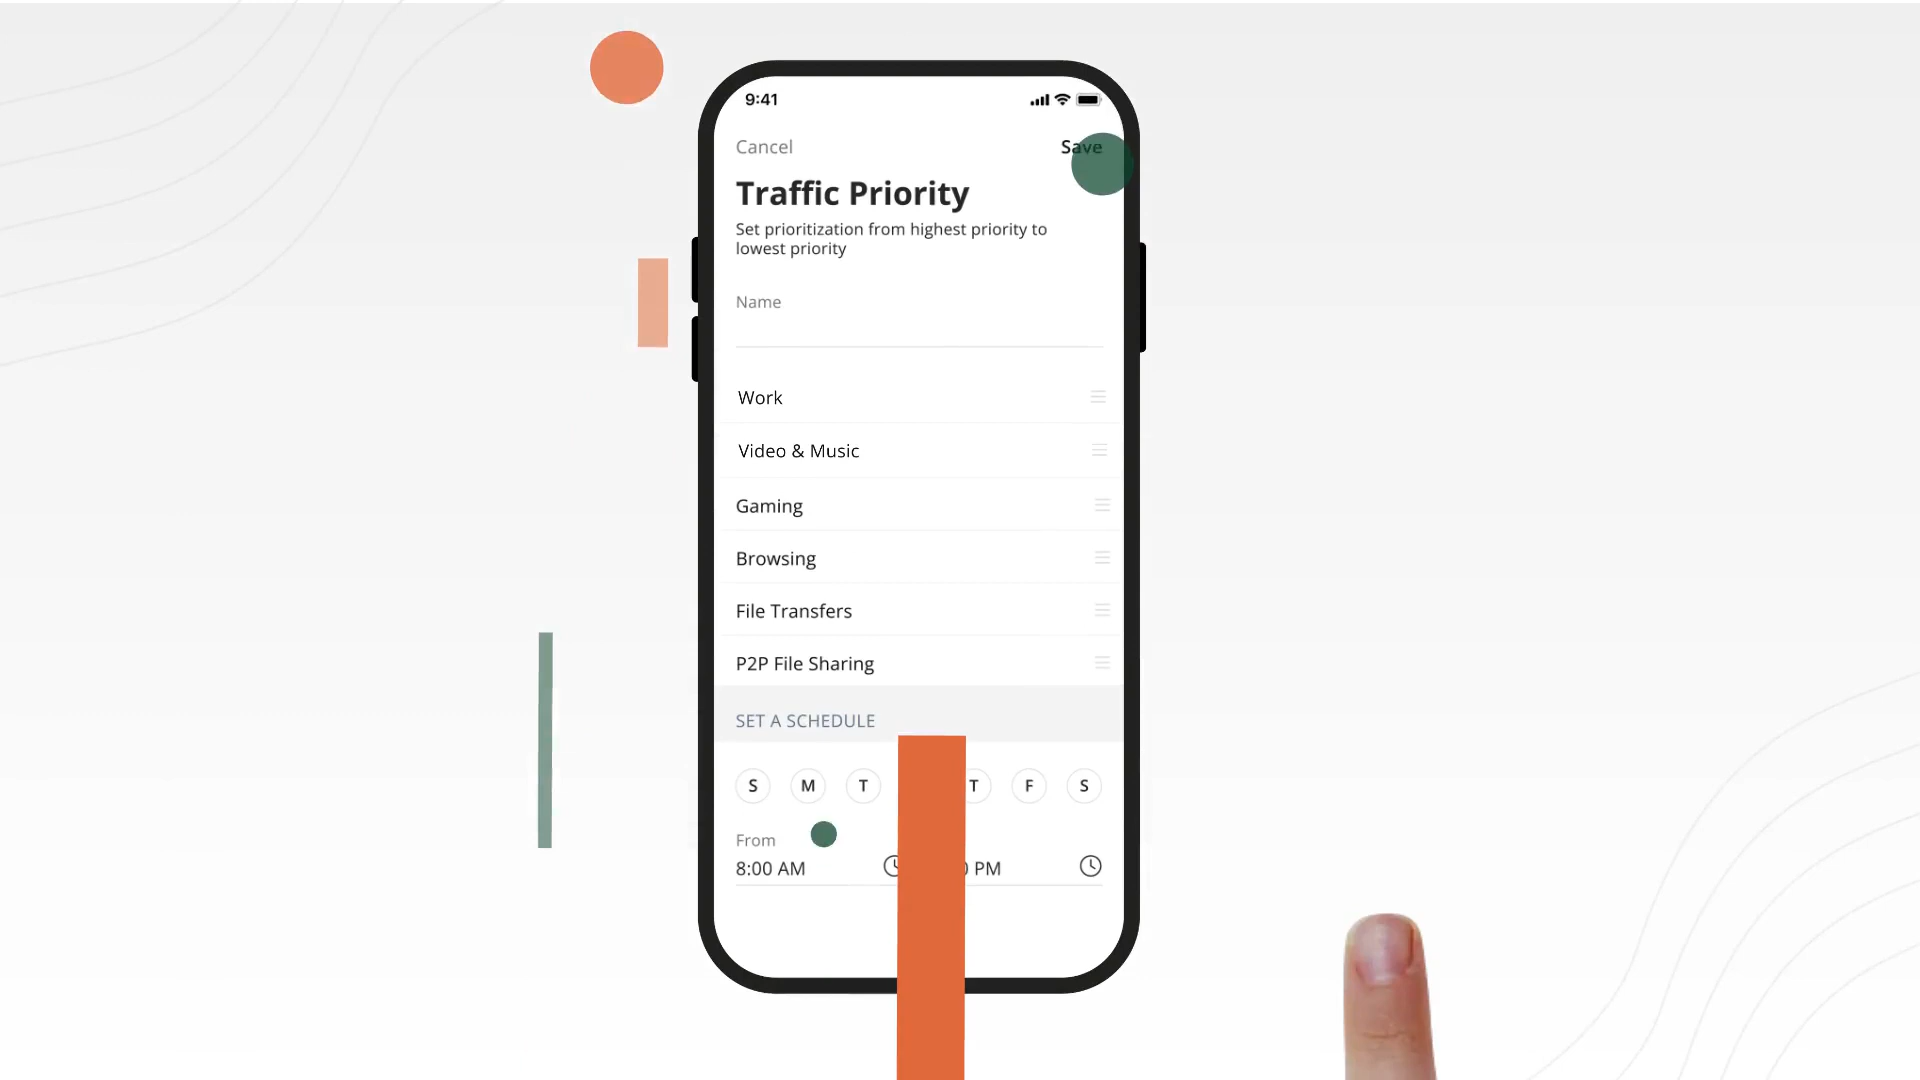 9:41
Cancel
Save
Traffic Priority
Set prioritization from highest priority to
lowest priority
Name
Work
Video & Music
Gaming
Browsing
File Transfers
P2P File Sharing
SET A SCHEDULE
S M T T F S
From
8:00 AM
PM